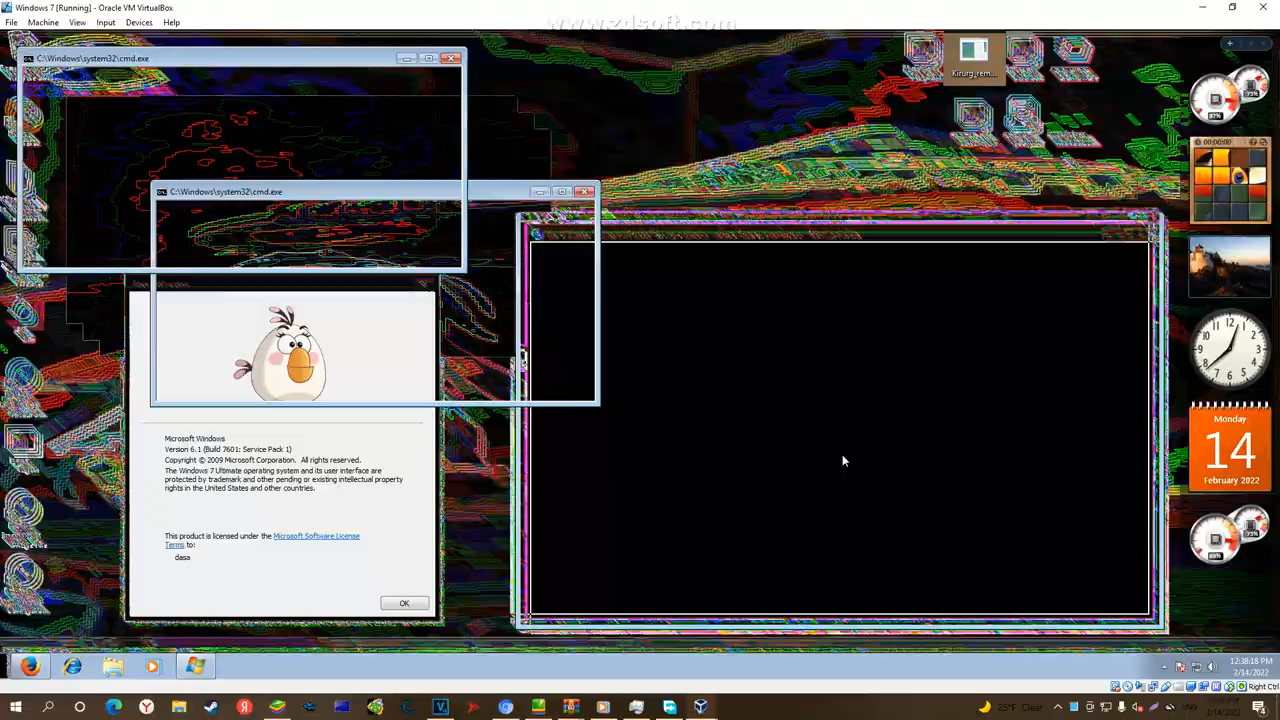 Windows 7 [Running] - Oracle VM VirtualBox
www.zdsoft.com
File Machine View Input Devices Help
C:\Windows\system32\cmd.exe
Kirurg_rem...
C:\Windows\system32\cmd.exe
Microsoft Windows
Version 6.1 (Build 7601: Service Pack 1)
Copyright © 2009 Microsoft Corporation. All rights reserved.
The Windows 7 Ultimate operating system and its user interface are
protected by trademark and other pending or existing intellectual property
rights in the United States and other countries.
This product is licensed under the Microsoft Software License
Terms to:
dasa
OK
00:00:00
12
Monday
14
February 2022
12:38:18 PM
2/14/2022
Right Ctrl
25°F Clear